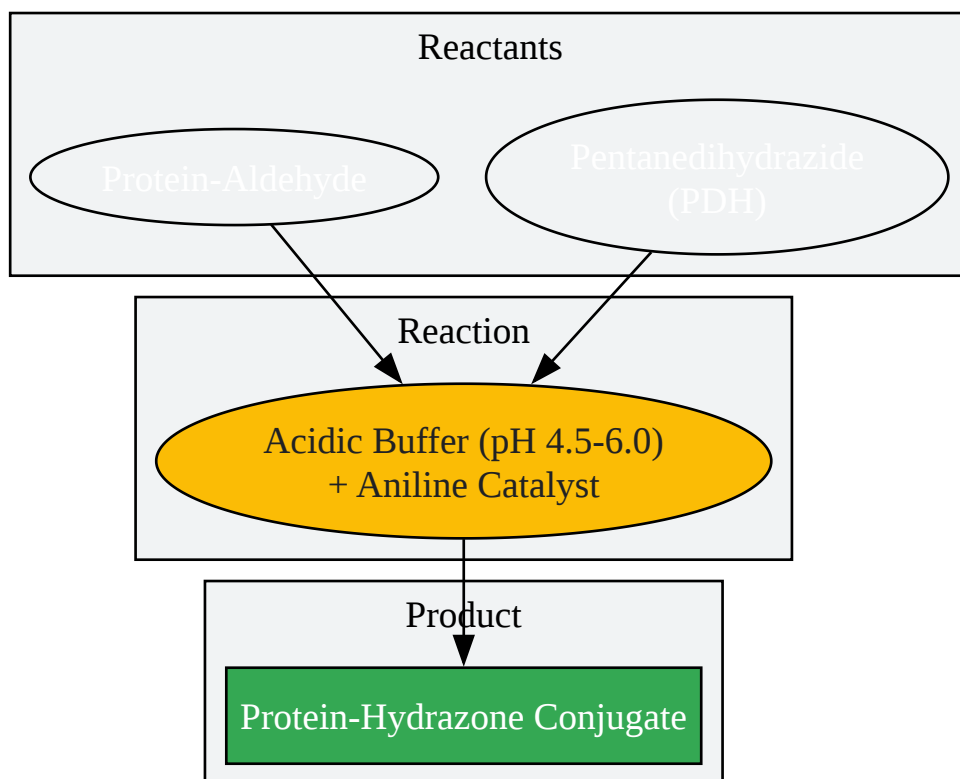 Reactants
Protein-Aldehyde
Pentanedihydrazide
(PDH)
Reaction
Acidic Buffer (pH 4.5-6.0)
+ Aniline Catalyst
Product
Protein-Hydrazone Conjugate